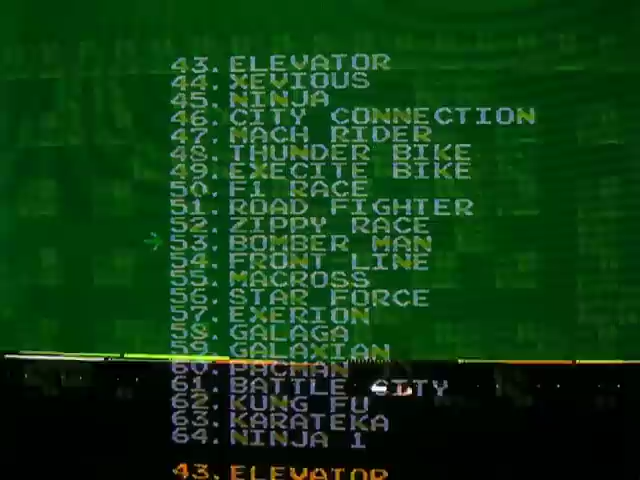 43. ELEVATOR
44. XEVIOUS
45. NINJA
46. CITY CONNECTION
47. MACH RIDER
48. THUNDER BIKE
49. EXECITE BIKE
50. F1 RACE
51. ROAD FIGHTER
52. ZIPPY RACE
53. BOMBER MAN
54. FRONT LINE
55. MACROSS
56. STAR FORCE
57. EXERION
58. GALAGA
59. GALAXIAN
60. PACMAN
61. BATTLE CITY
62. KUNG FU
63. KARATEKA
64. NINJA 1
43. ELEVATOR